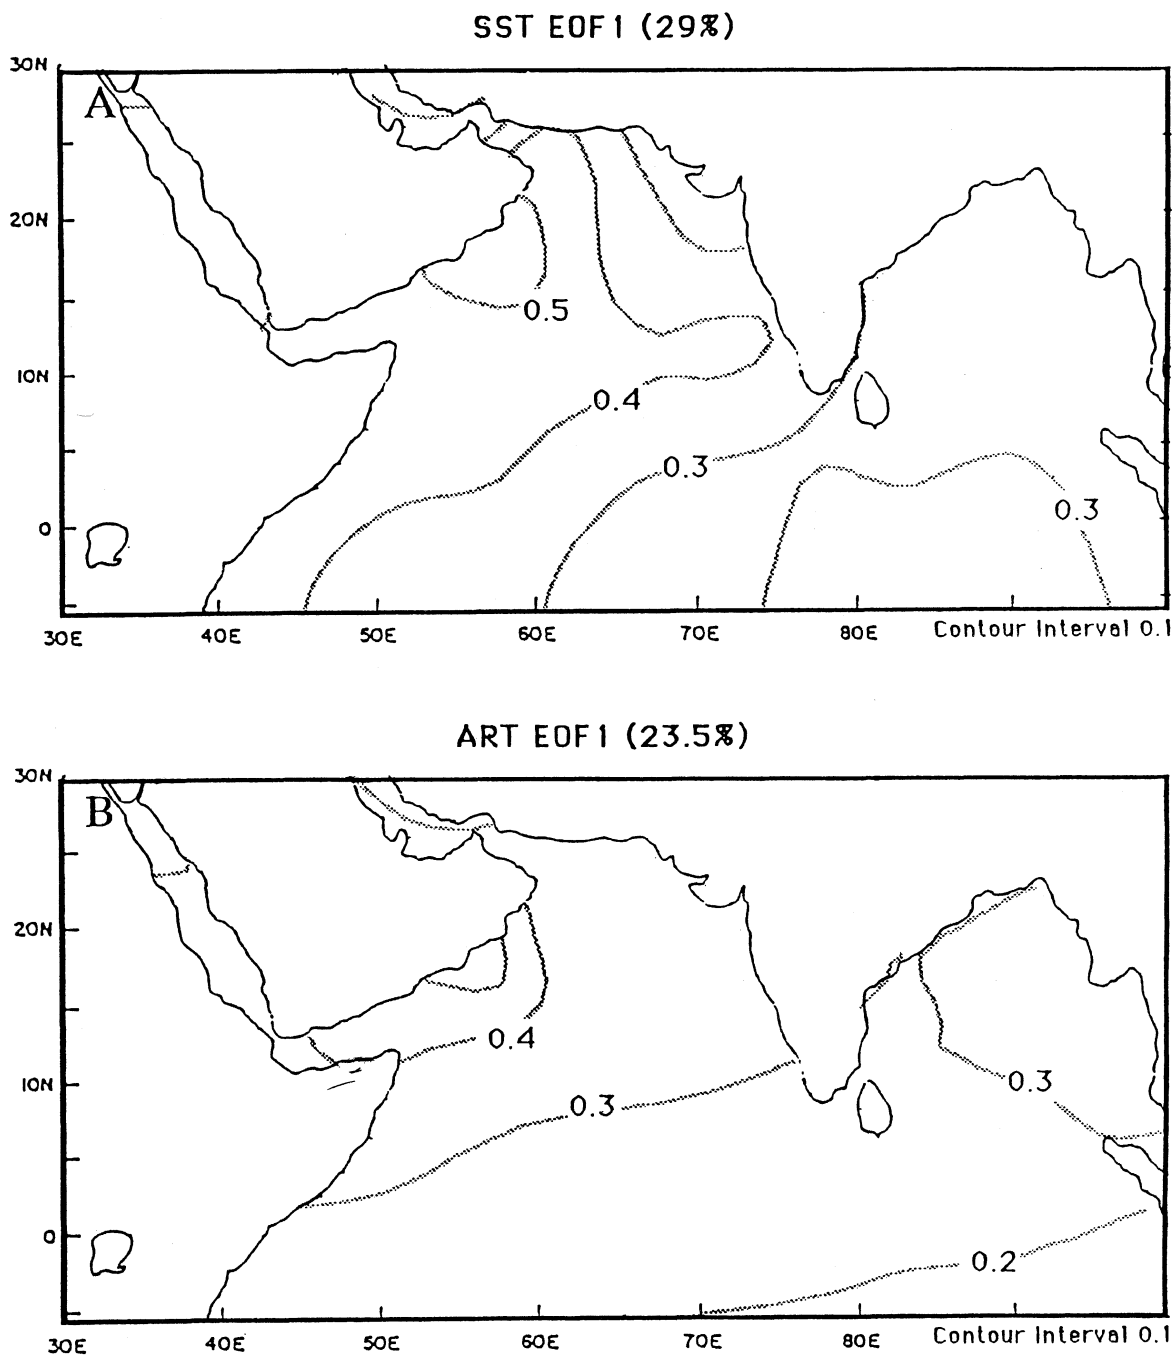 SST EOF1 (29%)
30N
A
20N
0.5
10N
0.4
0.3
0.3
0
30E 40E 50E 60E 70E 80E Contour Interval 0.1
ART EOF1 (23.5%)
30N
B
20N
0.4
10N
0.3
0.3
0
0.2
30E 40E 50E 60E 70E 80E Contour Interval 0.1